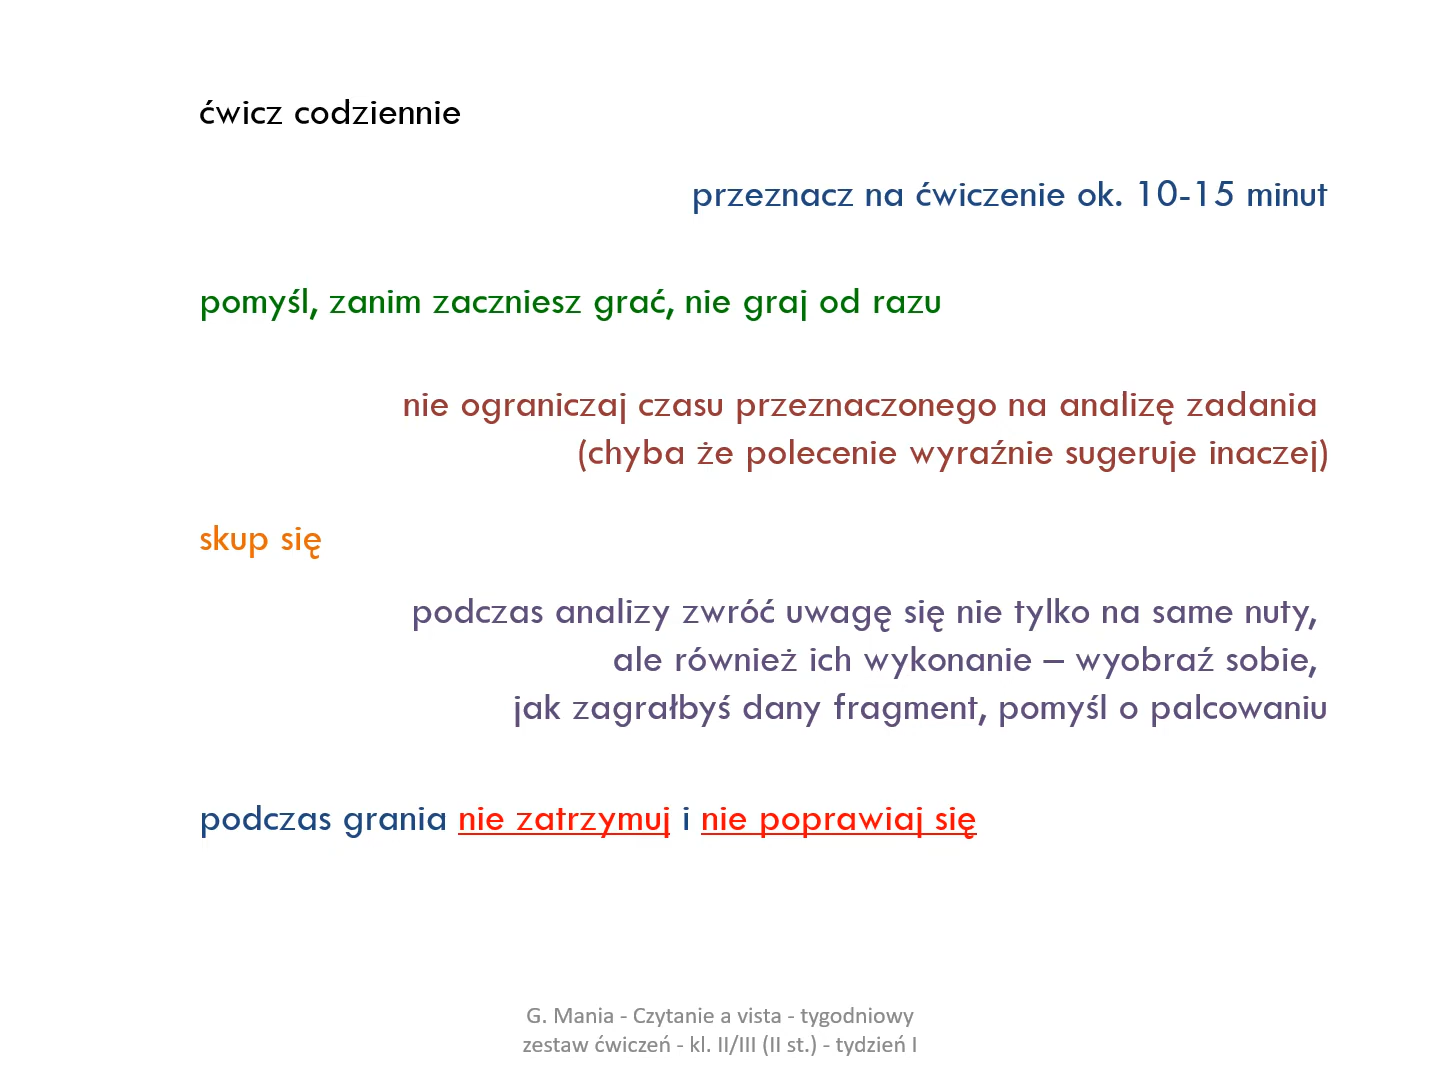 ćwicz codziennie
przeznacz na ćwiczenie ok. 10-15 minut
pomyśl, zanim zaczniesz grać, nie graj od razu
nie ograniczaj czasu przeznaczonego na analizę zadania
(chyba że polecenie wyraźnie sugeruje inaczej)
skup się
podczas analizy zwróć uwagę się nie tylko na same nuty,
ale również ich wykonanie – wyobraź sobie,
jak zagrałbyś dany fragment, pomyśl o palcowaniu
podczas grania nie zatrzymuj i nie poprawiaj się
G. Mania - Czytanie a vista - tygodniowy
zestaw ćwiczeń - kl. II/III (II st.) - tydzień I